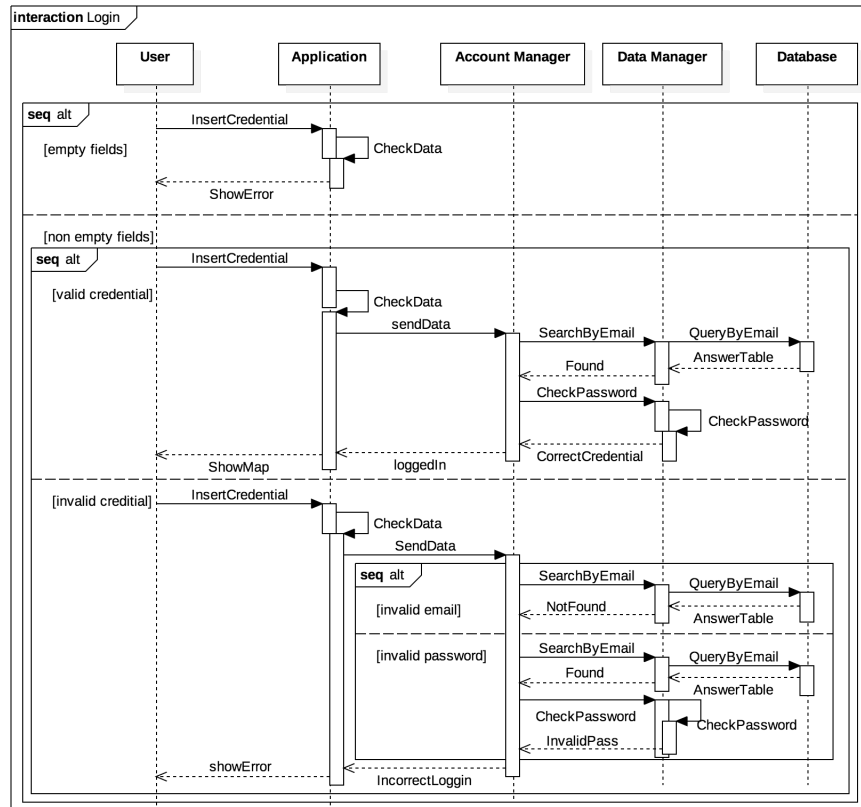 interaction Login
User
Application
Account Manager
Data Manager
Database
seq alt
InsertCredential
[empty fields]
CheckData
ShowError
[non empty fields]
seq alt
InsertCredential
[valid credential]
CheckData
sendData
SearchByEmail
QueryByEmail
AnswerTable
Found
CheckPassword
CheckPassword
CorrectCredential
loggedIn
ShowMap
InsertCredential
[invalid creditial]
CheckData
SendData
seq alt
SearchByEmail
QueryByEmail
[invalid email]
NotFound
AnswerTable
[invalid password]
SearchByEmail
QueryByEmail
Found
AnswerTable
CheckPassword
CheckPassword
InvalidPass
showError
IncorrectLoggin